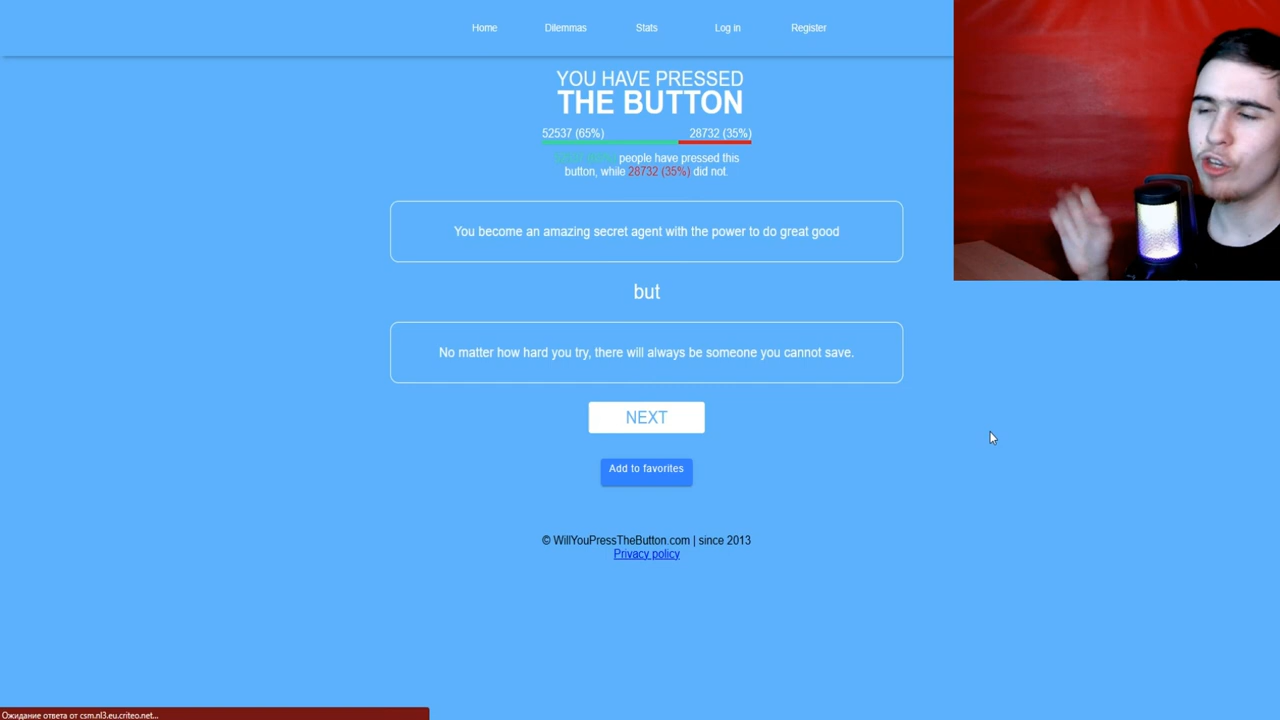 Home Dilemmas Stats Log in Register
YOU HAVE PRESSED
THE BUTTON
52537 (65%) 28732 (35%)
people have pressed this
button, while 28732 (35%) did not.
You become an amazing secret agent with the power to do great good
but
No matter how hard you try, there will always be someone you cannot save.
NEXT
Add to favorites
© WillYouPressTheButton.com | since 2013
Privacy policy
Ожидание ответа от csm.nl3.eu.criteo.net...